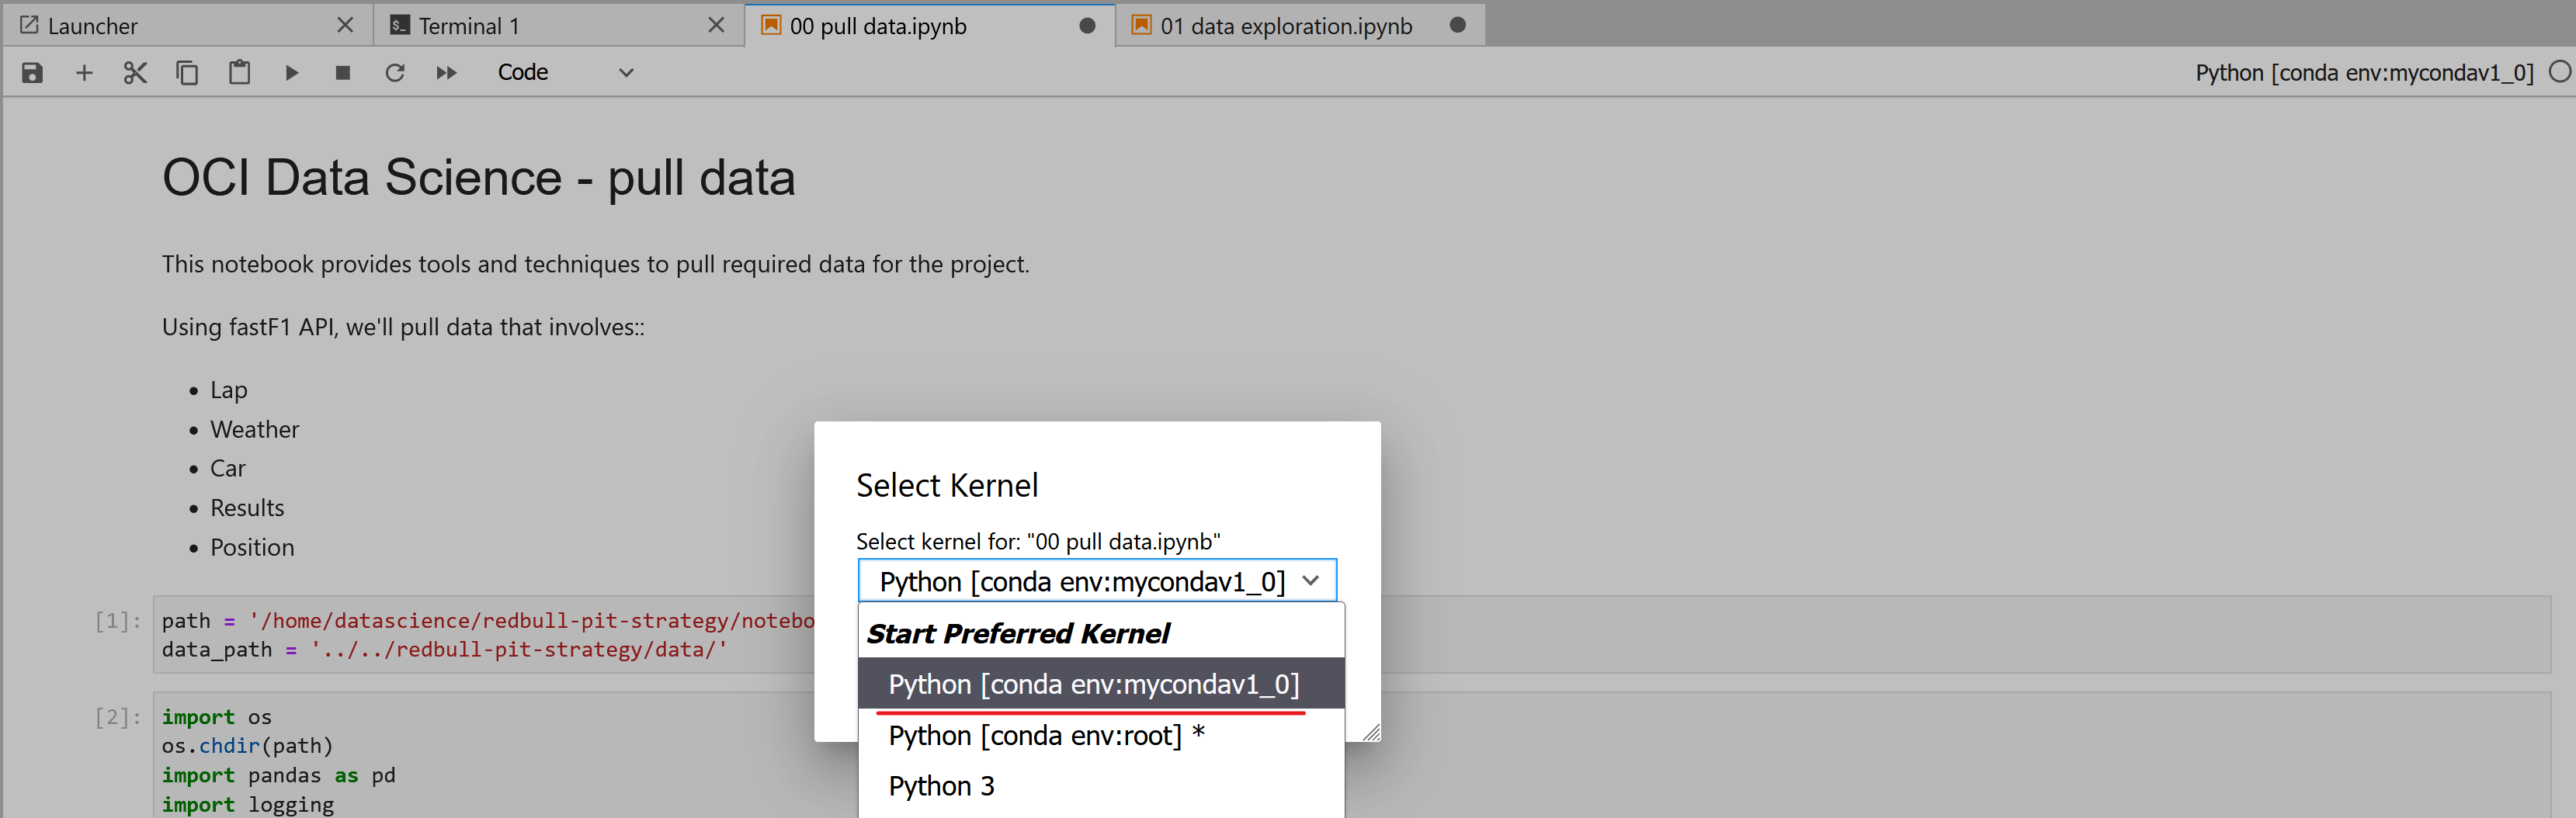 Launcher
Terminal 1
00 pull data.ipynb
01 data exploration.ipynb
Code
Python [conda env:mycondav1_0]
OCI Data Science - pull data
This notebook provides tools and techniques to pull required data for the project.
Using fastF1 API, we'll pull data that involves::
Lap
Weather
Car
Results
Position
Select Kernel
Select kernel for: "00 pull data.ipynb"
Python [conda env:mycondav1_0]
Start Preferred Kernel
Python [conda env:mycondav1_0]
Python [conda env:root] *
Python 3
[1]: path = '/home/datascience/redbull-pit-strategy/notebo
data_path = '../../redbull-pit-strategy/data/'
[2]: import os
os.chdir(path)
import pandas as pd
import logging